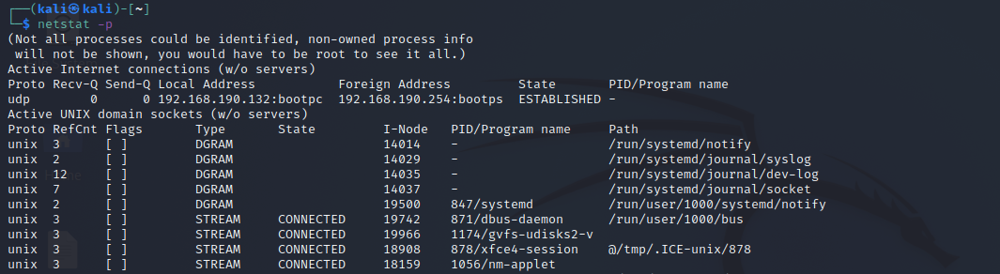 ┌──(kali㉿kali)-[~]
└─$ netstat -p
(Not all processes could be identified, non-owned process info
 will not be shown, you would have to be root to see it all.)
Active Internet connections (w/o servers)
Proto Recv-Q Send-Q Local Address           Foreign Address         State       PID/Program name
udp        0      0 192.168.190.132:bootpc  192.168.190.254:bootps  ESTABLISHED -
Active UNIX domain sockets (w/o servers)
Proto RefCnt Flags       Type       State         I-Node   PID/Program name     Path
unix  3      [ ]         DGRAM                    14014    -                    /run/systemd/notify
unix  2      [ ]         DGRAM                    14029    -                    /run/systemd/journal/syslog
unix  12     [ ]         DGRAM                    14035    -                    /run/systemd/journal/dev-log
unix  7      [ ]         DGRAM                    14037    -                    /run/systemd/journal/socket
unix  2      [ ]         DGRAM                    19500    847/systemd          /run/user/1000/systemd/notify
unix  3      [ ]         STREAM     CONNECTED     19742    871/dbus-daemon      /run/user/1000/bus
unix  3      [ ]         STREAM     CONNECTED     19966    1174/gvfs-udisks2-v
unix  3      [ ]         STREAM     CONNECTED     18908    878/xfce4-session    @/tmp/.ICE-unix/878
unix  3      [ ]         STREAM     CONNECTED     18159    1056/nm-applet